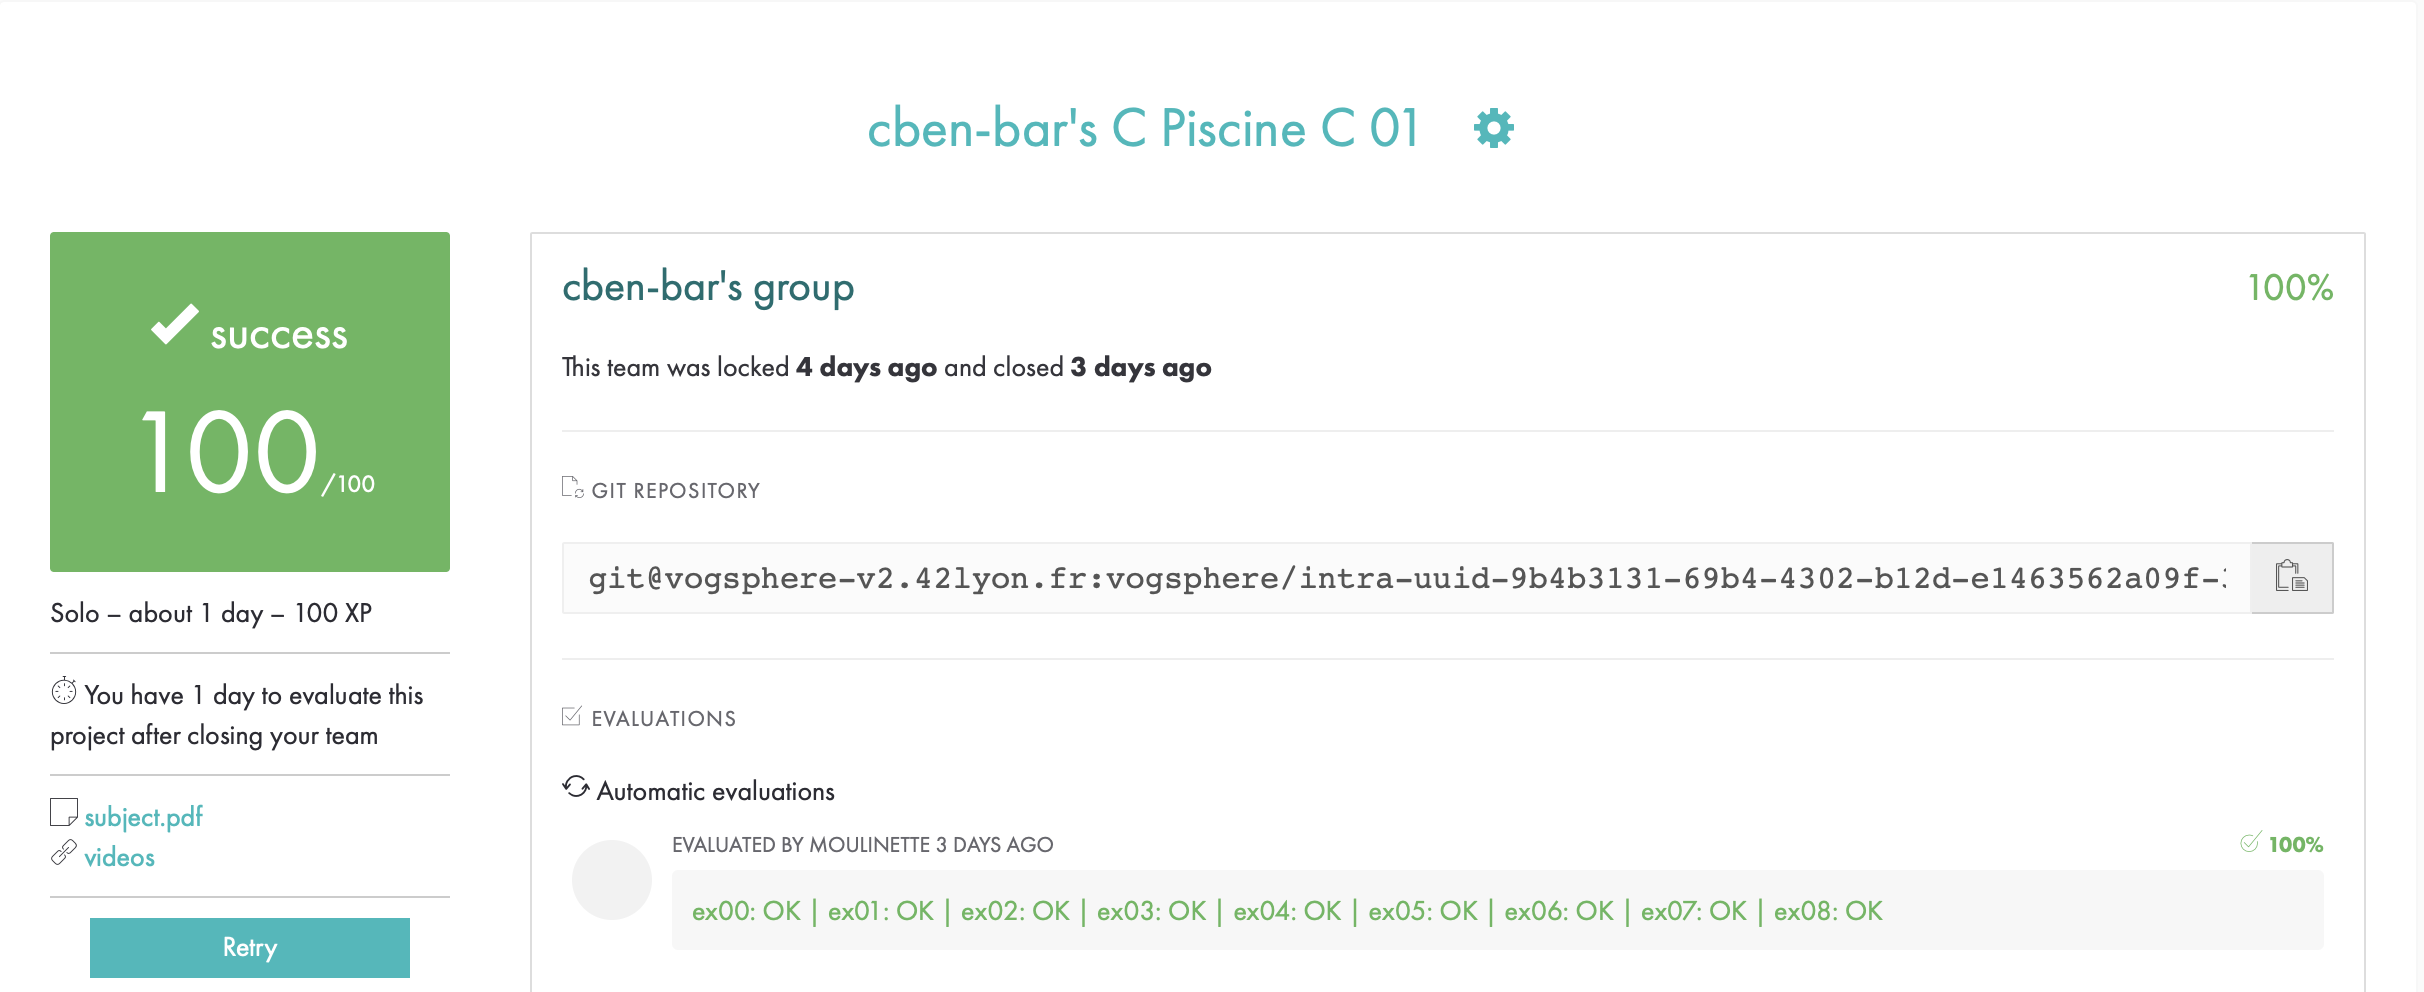 cben-bar's C Piscine C 01
success
100/100
Solo – about 1 day – 100 XP
You have 1 day to evaluate this
project after closing your team
subject.pdf
videos
Retry
cben-bar's group
100%
This team was locked 4 days ago and closed 3 days ago
GIT REPOSITORY
git@vogsphere-v2.42lyon.fr:vogsphere/intra-uuid-9b4b3131-69b4-4302-b12d-e1463562a09f-
EVALUATIONS
Automatic evaluations
EVALUATED BY MOULINETTE 3 DAYS AGO
100%
ex00: OK | ex01: OK | ex02: OK | ex03: OK | ex04: OK | ex05: OK | ex06: OK | ex07: OK | ex08: OK